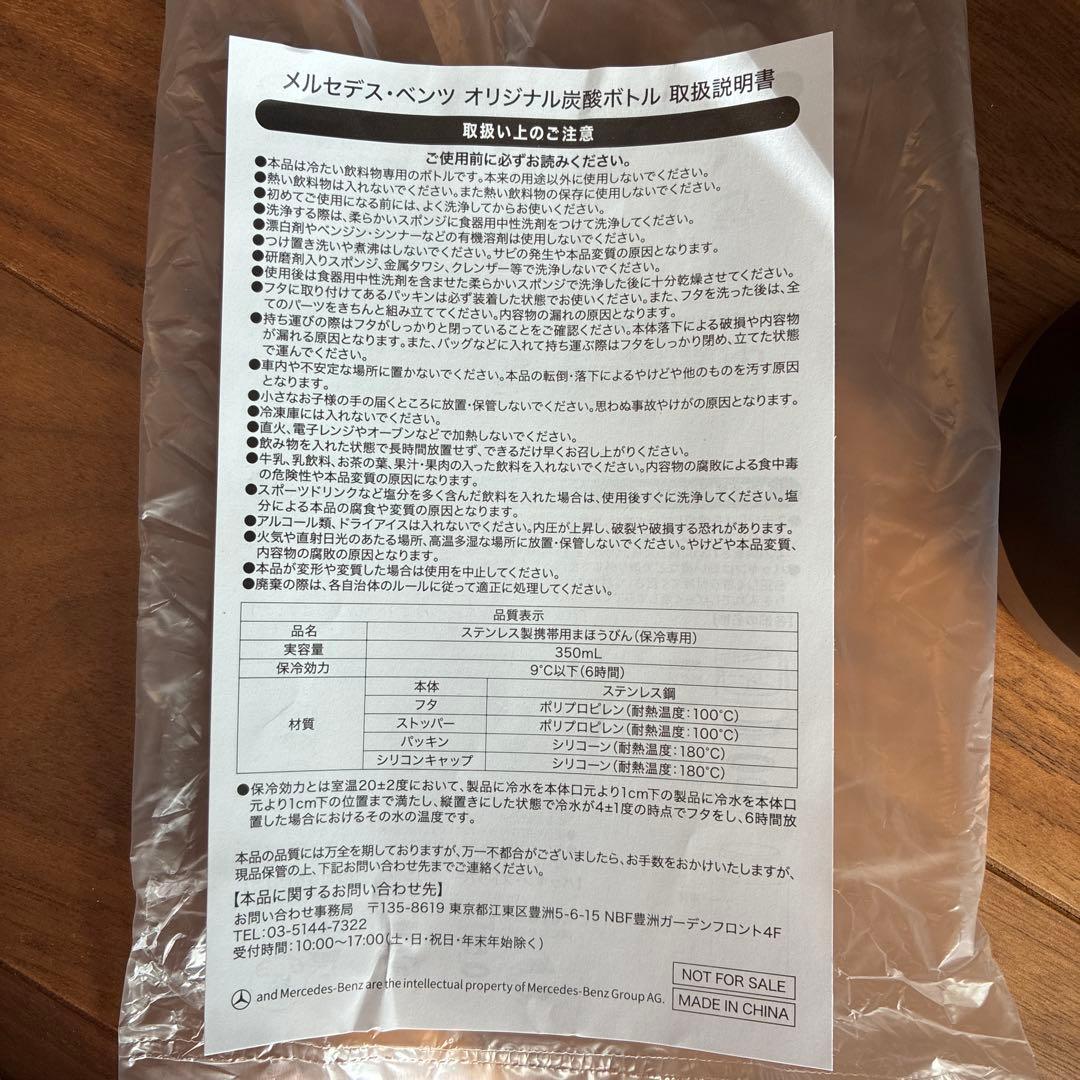 メルセデス・ベンツ オリジナル炭酸ボトル 取扱説明書
取扱い上のご注意
ご使用前に必ずお読みください。
●本品は冷たい飲料物専用のボトルです。本来の用途以外に使用しないでください。
●熱い飲料物は入れないでください。また熱い飲料物の保存に使用しないでください。
●初めてご使用になる前には、よく洗浄してからお使いください。
●洗浄する際は、柔らかいスポンジに食器用中性洗剤をつけて洗浄してください。
●漂白剤やベンジン・シンナーなどの有機溶剤は使用しないでください。
●つけ置き洗いや煮沸はしないでください。サビの発生や本品変質の原因となります。
●研磨剤入りスポンジ、金属タワシ、クレンザー等で洗浄しないでください。
●使用後は食器用中性洗剤を含ませた柔らかいスポンジで洗浄した後に十分乾燥させてください。
●フタに取り付けてあるパッキンは必ず装着した状態でお使いください。また、フタを洗った後は、全
てのパーツをきちんと組み立ててください。内容物の漏れの原因となります。
●持ち運びの際はフタがしっかりと閉っていることをご確認ください。本体落下による破損や内容物
が漏れる原因となります。また、バッグなどに入れて持ち運ぶ際はフタをしっかり閉め、立てた状態
で運んでください。
●車内や不安定な場所に置かないでください。本品の転倒・落下によるやけどや他のものを汚す原因
となります。
●小さなお子様の手の届くところに放置・保管しないでください。思わぬ事故やけがの原因となります。
●冷凍庫には入れないでください。
●直火、電子レンジやオーブンなどで加熱しないでください。
●飲み物を入れた状態で長時間放置せず、できるだけ早くお召し上がりください。
●牛乳、乳飲料、お茶の葉、果汁・果肉の入った飲料を入れないでください。内容物の腐敗による食中毒
の危険性や本品変質の原因になります。
●スポーツドリンクなど塩分を多く含んだ飲料を入れた場合は、使用後すぐに洗浄してください。塩
分による本品の腐食や変質の原因となります。
●アルコール類、ドライアイスは入れないでください。内圧が上昇し、破裂や破損する恐れがあります。
●火気や直射日光のあたる場所、高温多湿な場所に放置・保管しないでください。やけどや本品変質、
内容物の腐敗の原因となります。
●本品が変形や変質した場合は使用を中止してください。
●廃棄の際は、各自治体のルールに従って適正に処理してください。
品質表示
品名 ステンレス製携帯用まほうびん（保冷専用）
実容量 350mL
保冷効力 9℃以下（6時間）
材質 本体 ステンレス鋼
フタ ポリプロピレン（耐熱温度：100℃）
ストッパー ポリプロピレン（耐熱温度：100℃）
パッキン シリコーン（耐熱温度：180℃）
シリコンキャップ シリコーン（耐熱温度：180℃）
●保冷効力とは室温20±2度において、製品に冷水を本体口元より1cm下の製品に冷水を本体口
元より1cm下の位置まで満たし、縦置きにした状態で冷水が4±1度の時点でフタをし、6時間放
置した場合におけるその水の温度です。
本品の品質には万全を期しておりますが、万一不都合がございましたら、お手数をおかけいたしますが、
現品保管の上、下記お問い合わせ先までご連絡ください。
【本品に関するお問い合わせ先】
お問い合わせ事務局 〒135-8619 東京都江東区豊洲5-6-15 NBF豊洲ガーデンフロント4F
TEL：03-5144-7322
受付時間：10:00～17:00（土・日・祝日・年末年始除く）
and Mercedes-Benz are the intellectual property of Mercedes-Benz Group AG.
NOT FOR SALE
MADE IN CHINA